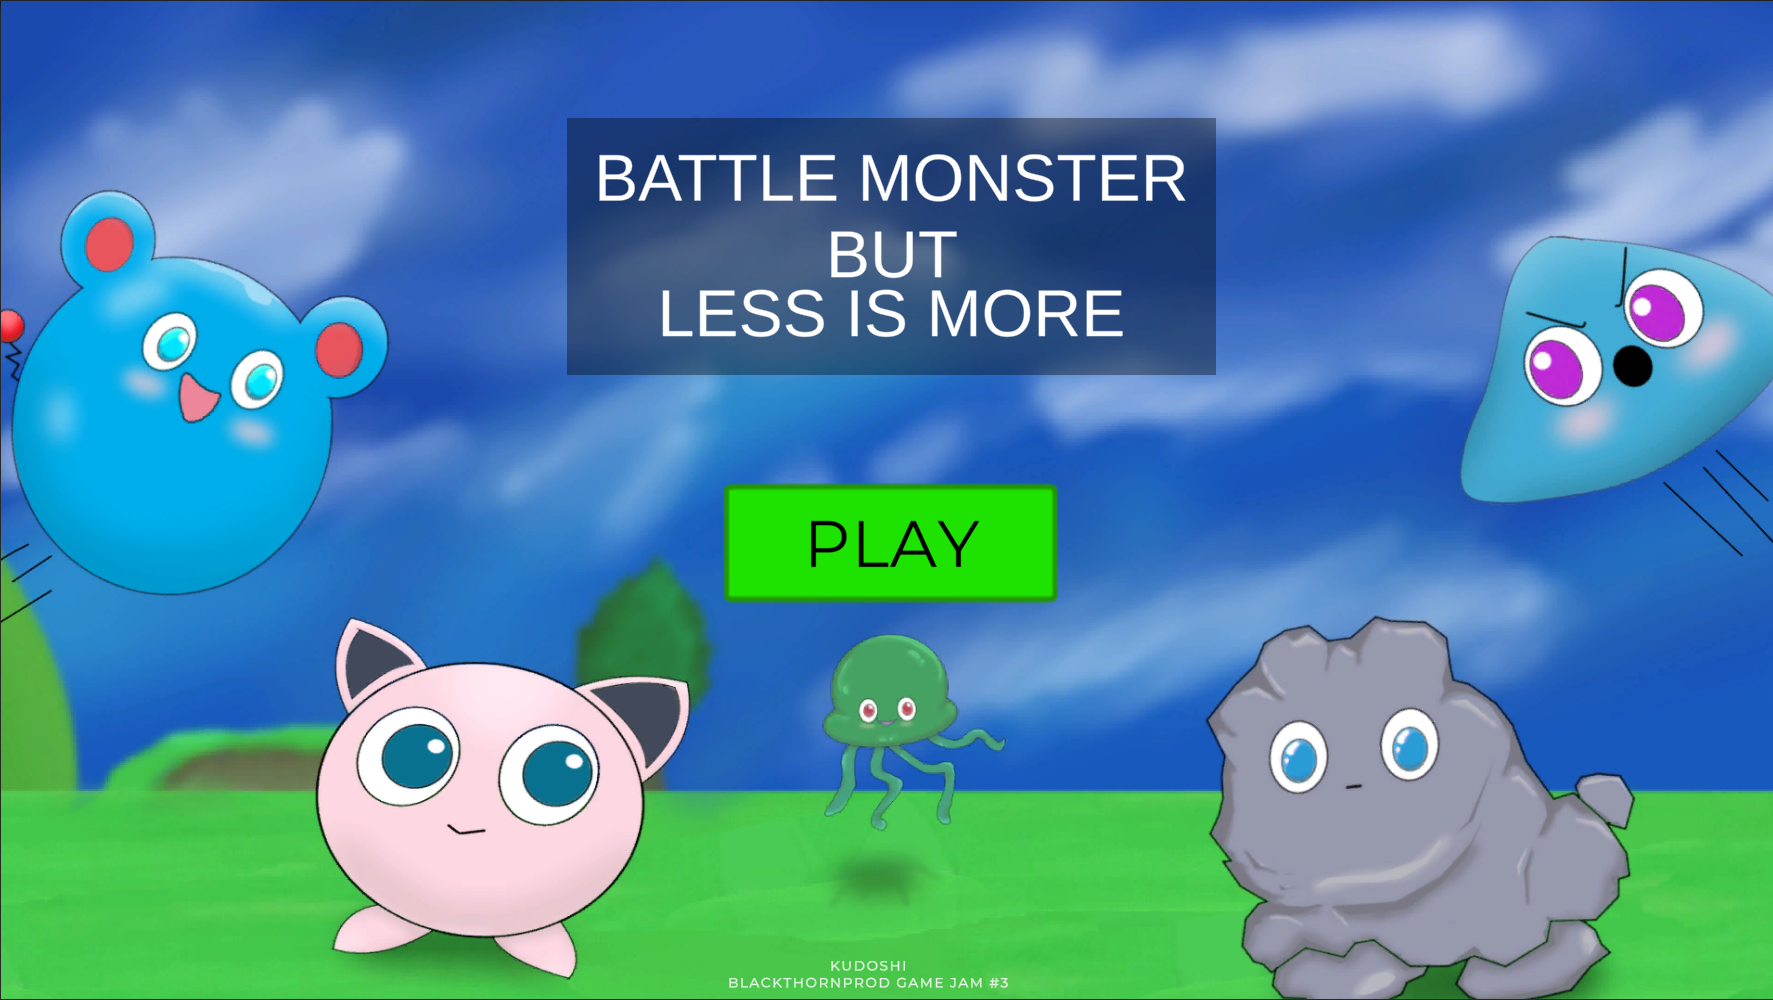 BATTLE MONSTER
BUT
LESS IS MORE
PLAY
KUDOSHI
BLACKTHORNPROD GAME JAM #3